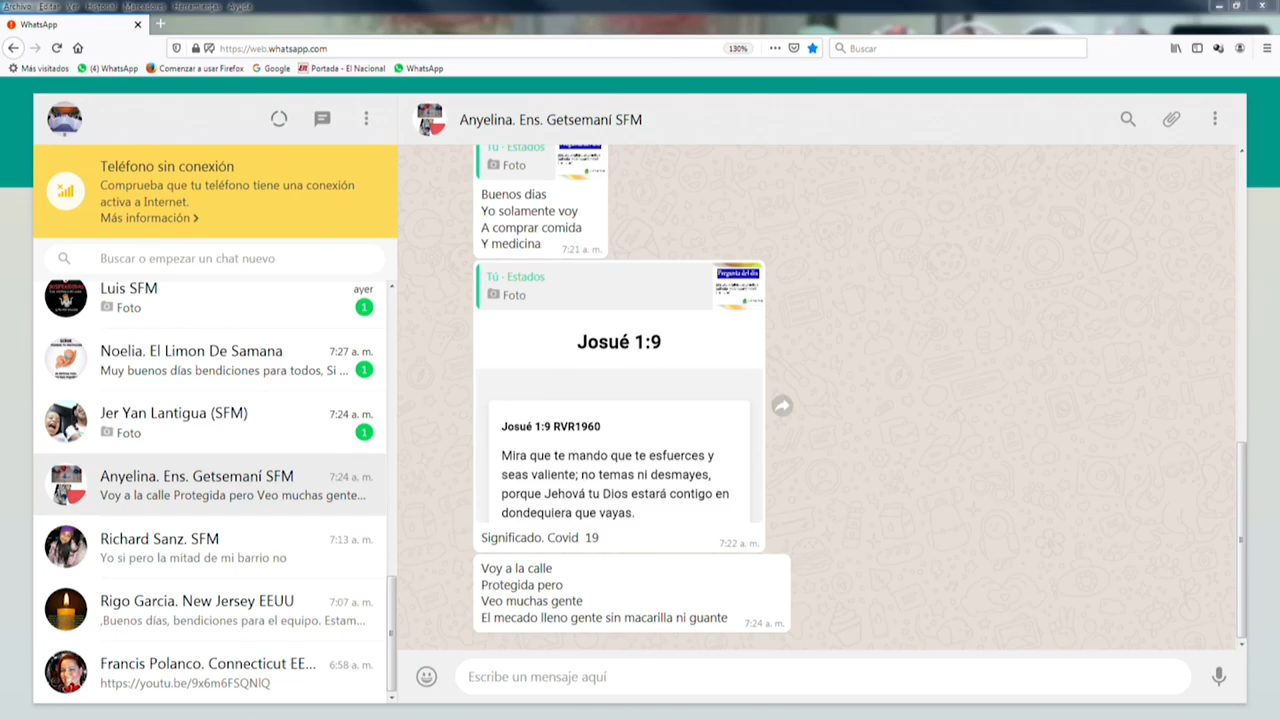 Archivo Editar Ver Historial Marcadores Herramientas Ayuda
WhatsApp
https://web.whatsapp.com
130%
Buscar
Más visitados
(4) WhatsApp
Comenzar a usar Firefox
Google
Portada - El Nacional
WhatsApp
Teléfono sin conexión
Comprueba que tu teléfono tiene una conexión
activa a Internet.
Más información >
Buscar o empezar un chat nuevo
Luis SFM
ayer
Foto
1
Noelia. El Limon De Samana
7:27 a. m.
Muy buenos días bendiciones para todos, Si ...
1
Jer Yan Lantigua (SFM)
7:24 a. m.
Foto
1
Anyelina. Ens. Getsemaní SFM
7:24 a. m.
Voy a la calle Protegida pero Veo muchas gente...
Richard Sanz. SFM
7:13 a. m.
Yo si pero la mitad de mi barrio no
Rigo Garcia. New Jersey EEUU
7:07 a. m.
,Buenos días, bendiciones para el equipo. Estam...
Francis Polanco. Connecticut EE...
6:58 a. m.
https://youtu.be/9x6m6FSQNlQ
Anyelina. Ens. Getsemaní SFM
Tú · Estados
Foto
Buenos dias
Yo solamente voy
A comprar comida
Y medicina
7:21 a. m.
Tú · Estados
Foto
Pregunta del día
Josué 1:9
Josué 1:9 RVR1960
Mira que te mando que te esfuerces y
seas valiente; no temas ni desmayes,
porque Jehová tu Dios estará contigo en
dondequiera que vayas.
Significado. Covid 19
7:22 a. m.
Voy a la calle
Protegida pero
Veo muchas gente
El mecado lleno gente sin macarilla ni guante
7:24 a. m.
Escribe un mensaje aquí